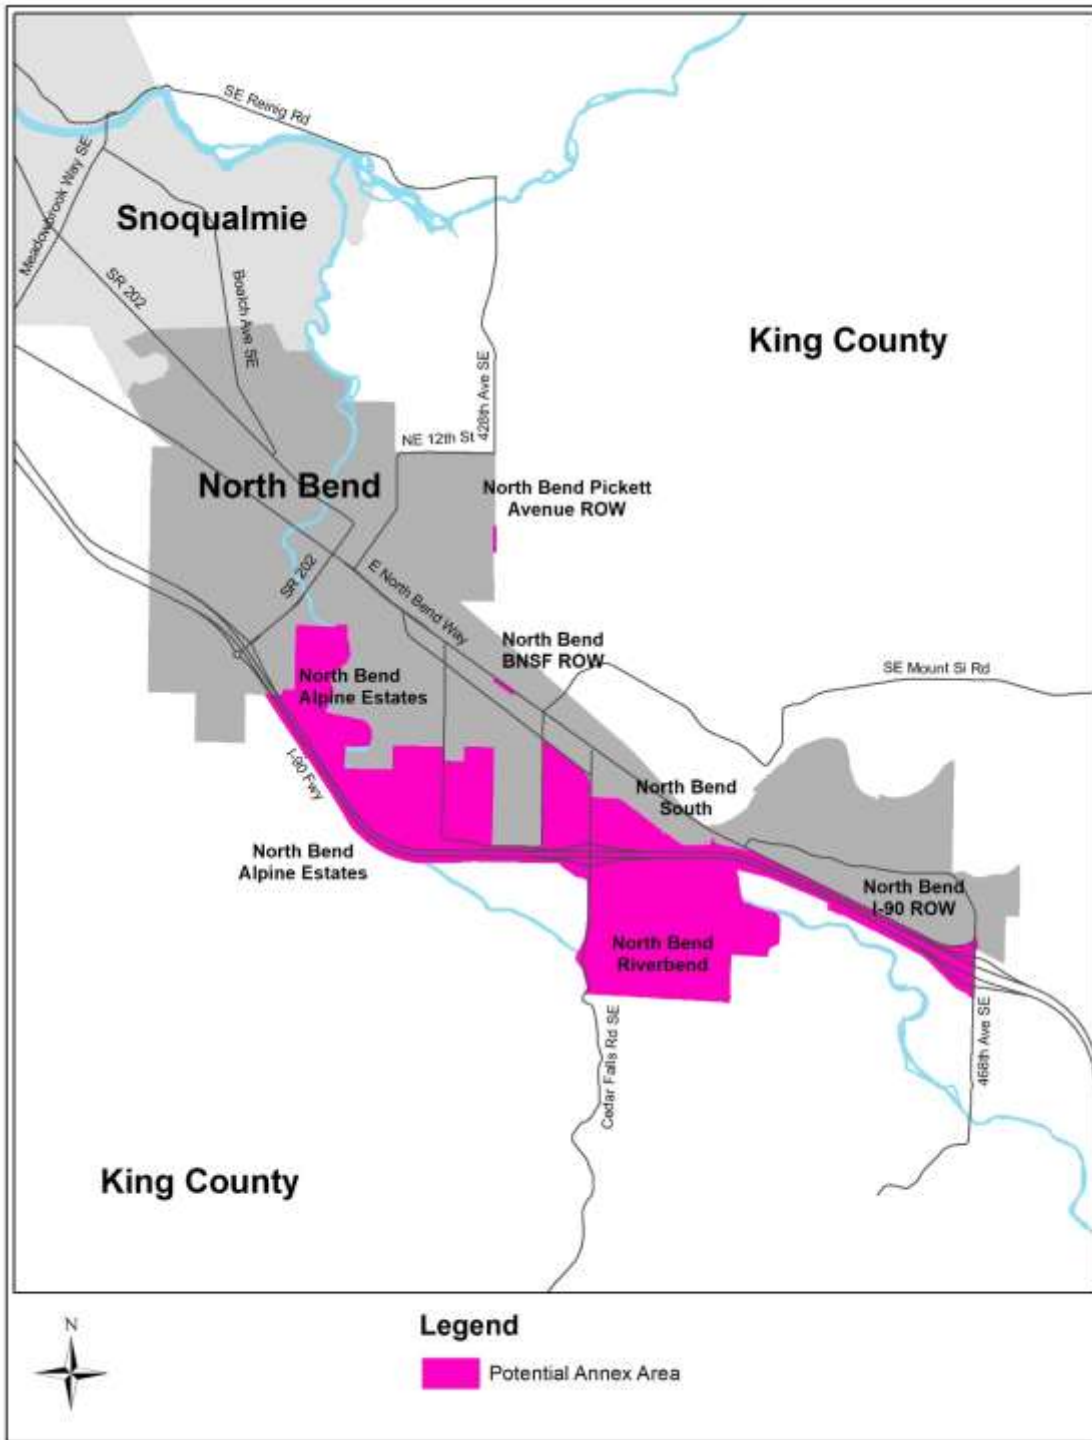 SE Reinig Rd
Meadowbrook Way SE
Snoqualmie
SR 202
Boalch Ave SE
King County
428th Ave SE
NE 12th St
North Bend
North Bend Pickett
Avenue ROW
SR 202
E North Bend Way
North Bend
BNSF ROW
SE Mount Si Rd
North Bend
Alpine Estates
I-90 Fwy
North Bend
South
North Bend
Alpine Estates
North Bend
I-90 ROW
North Bend
Riverbend
468th Ave SE
Cedar Falls Rd SE
King County
N
Legend
Potential Annex Area